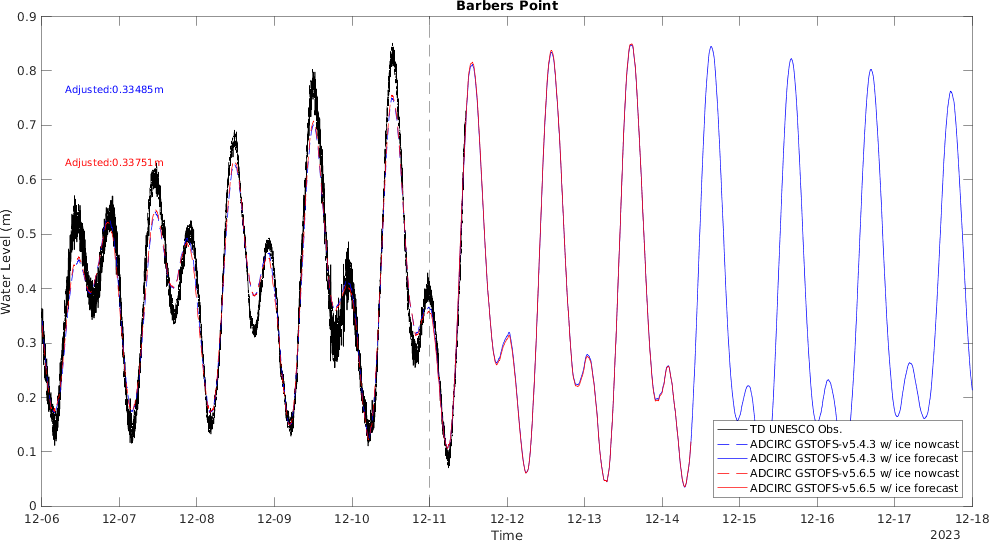 Barbers Point
0.9
0.8
0.7
0.6
0.5
0.4
0.3
0.2
0.1
0
Water Level (m)
Adjusted:0.33485m
Adjusted:0.33751m
TD UNESCO Obs.
ADCIRC GSTOFS-v5.4.3 w/ ice nowcast
ADCIRC GSTOFS-v5.4.3 w/ ice forecast
ADCIRC GSTOFS-v5.6.5 w/ ice nowcast
ADCIRC GSTOFS-v5.6.5 w/ ice forecast
12-06 12-07 12-08 12-09 12-10 12-11 12-12 12-13 12-14 12-15 12-16 12-17 12-18
Time
2023